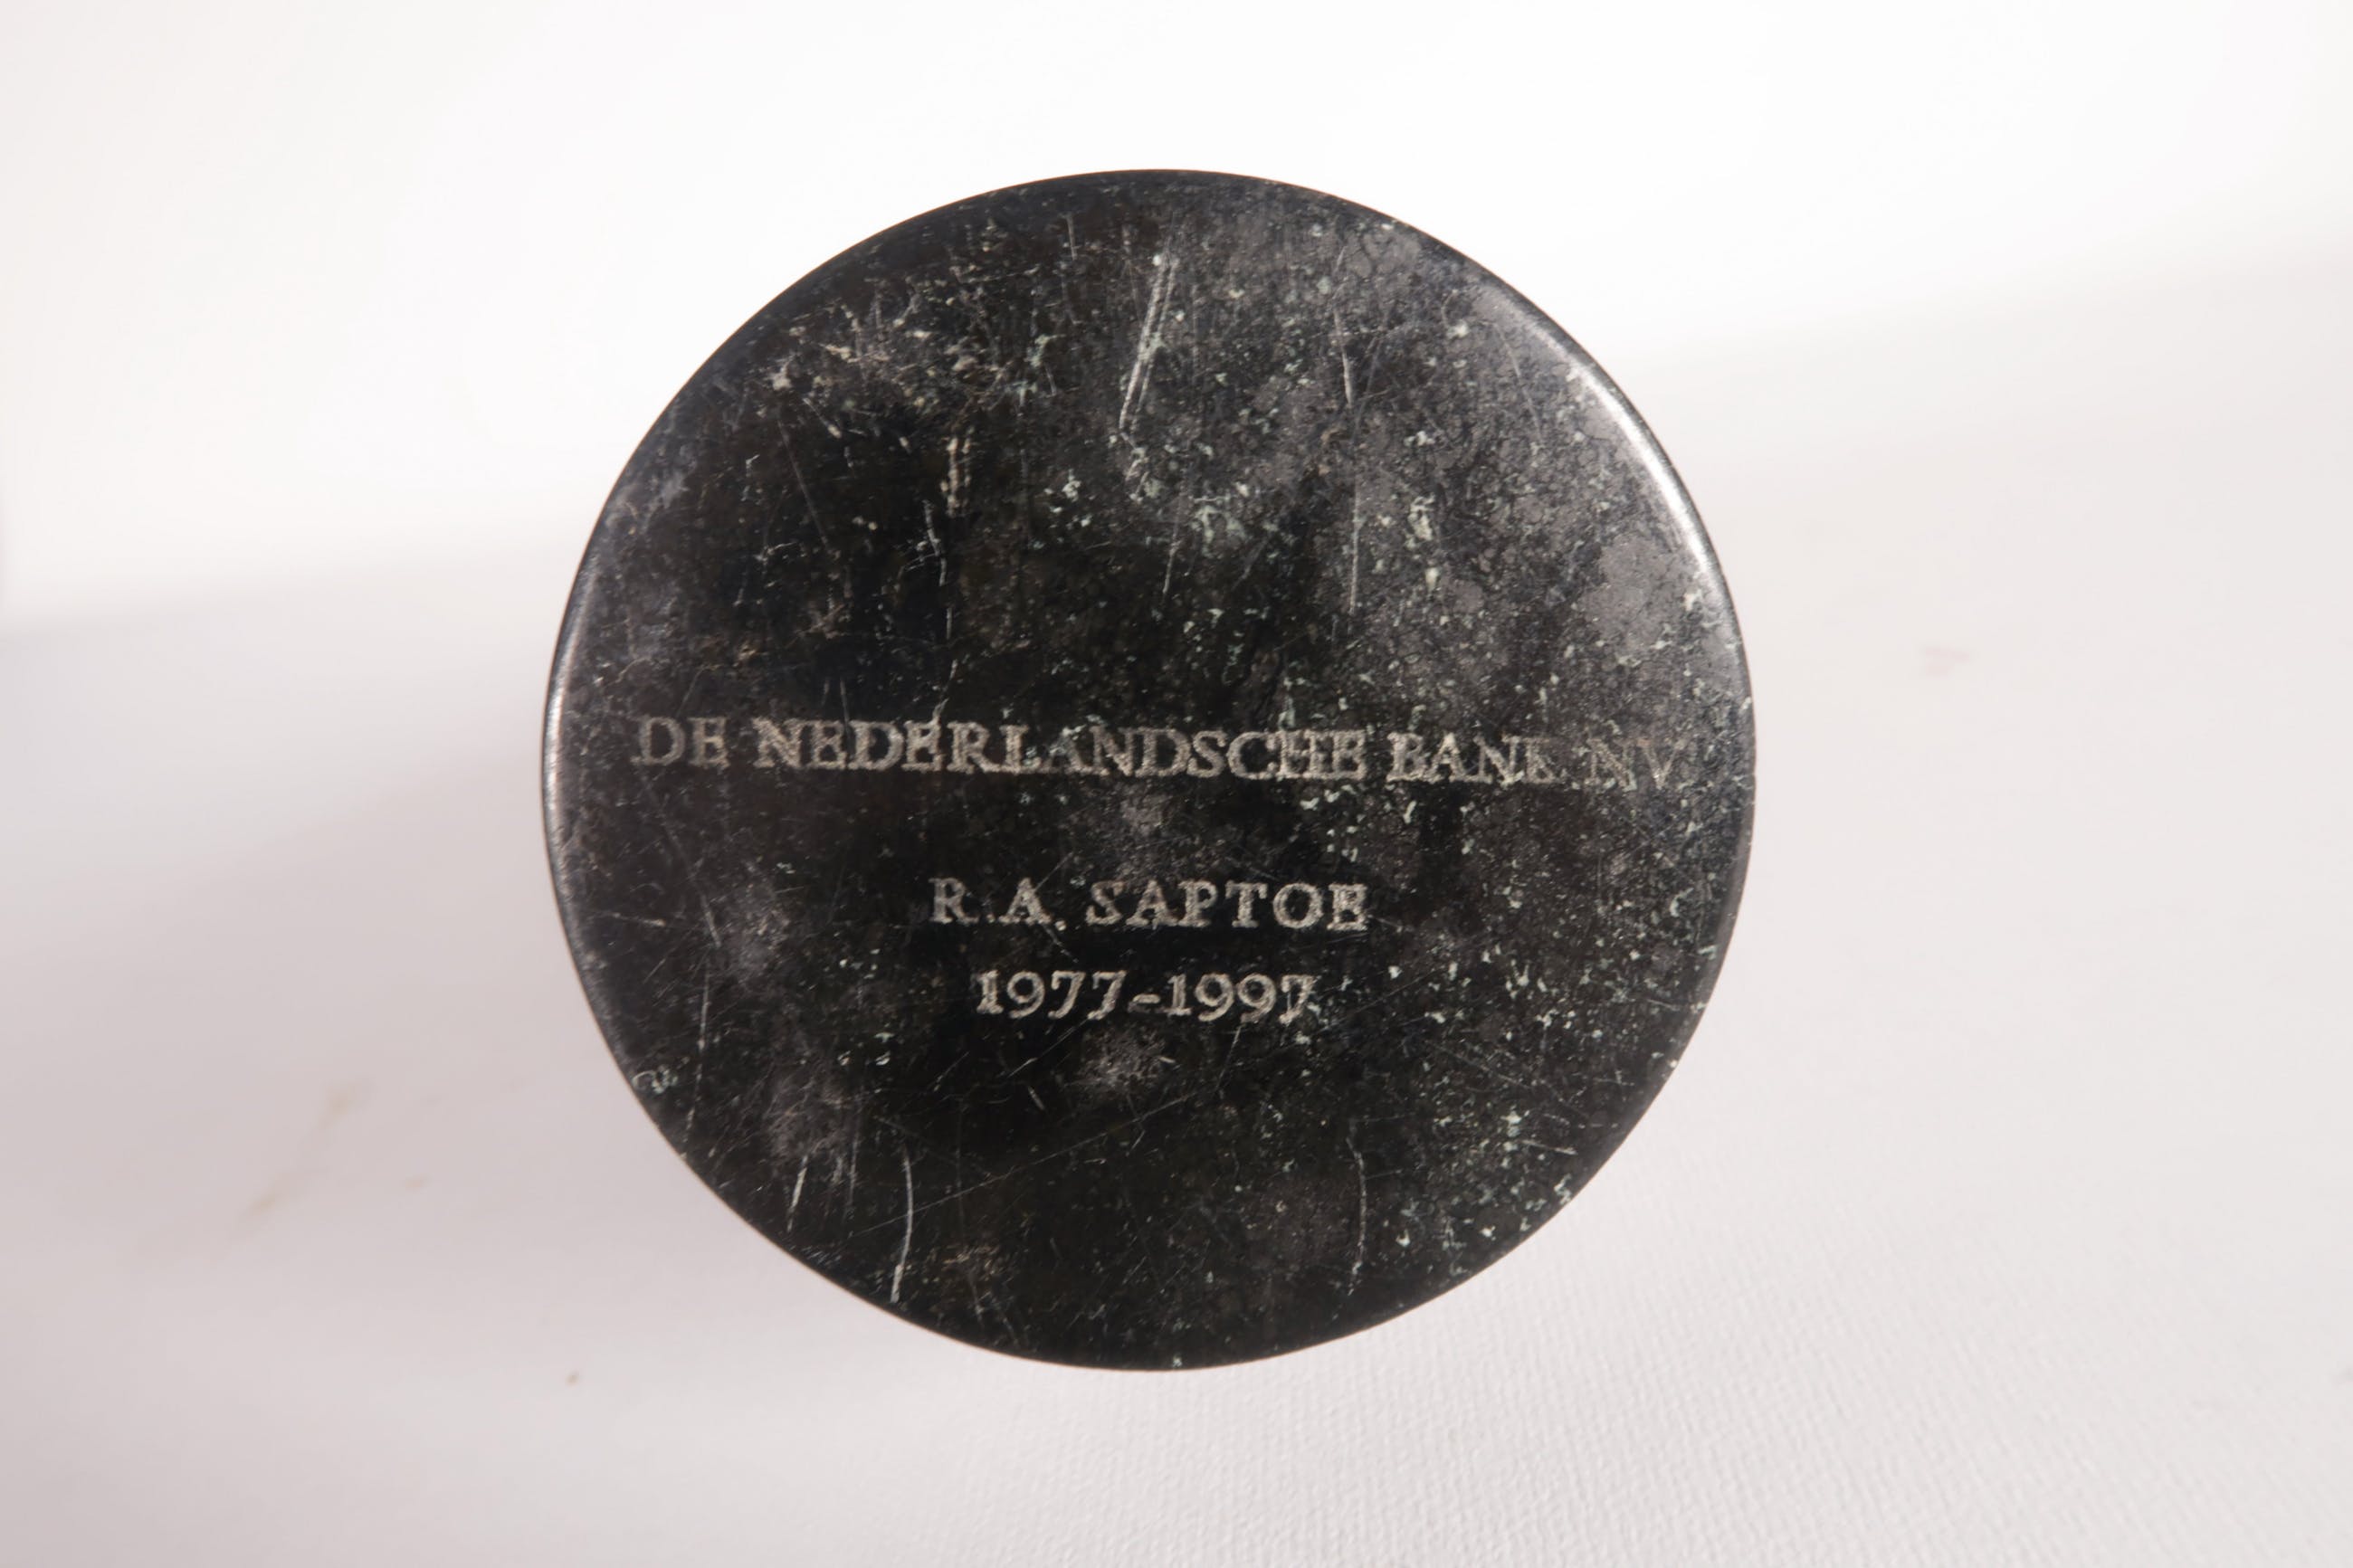 DE NEDERLANDSCHE BANK NV
R.A. SAPTOE
1977-1997